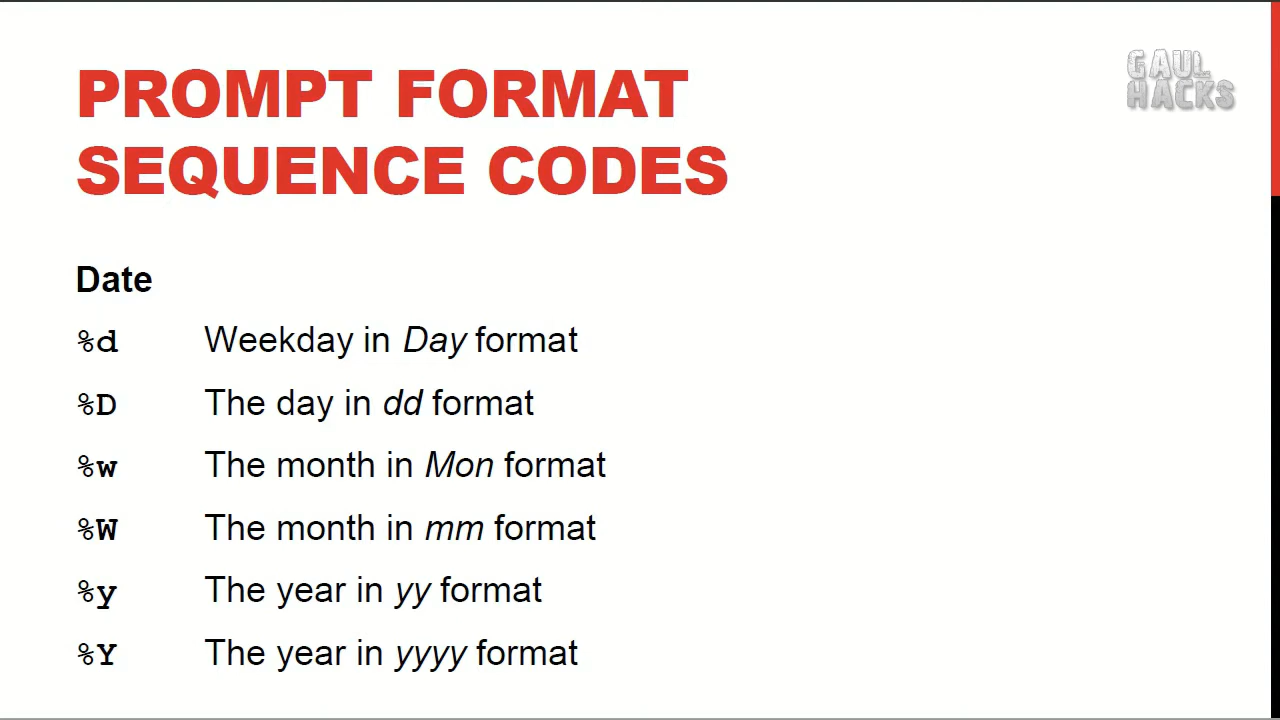 PROMPT FORMAT
SEQUENCE CODES
GAUL
HACKS
Date
%d Weekday in Day format
%D The day in dd format
%w The month in Mon format
%W The month in mm format
%y The year in yy format
%Y The year in yyyy format